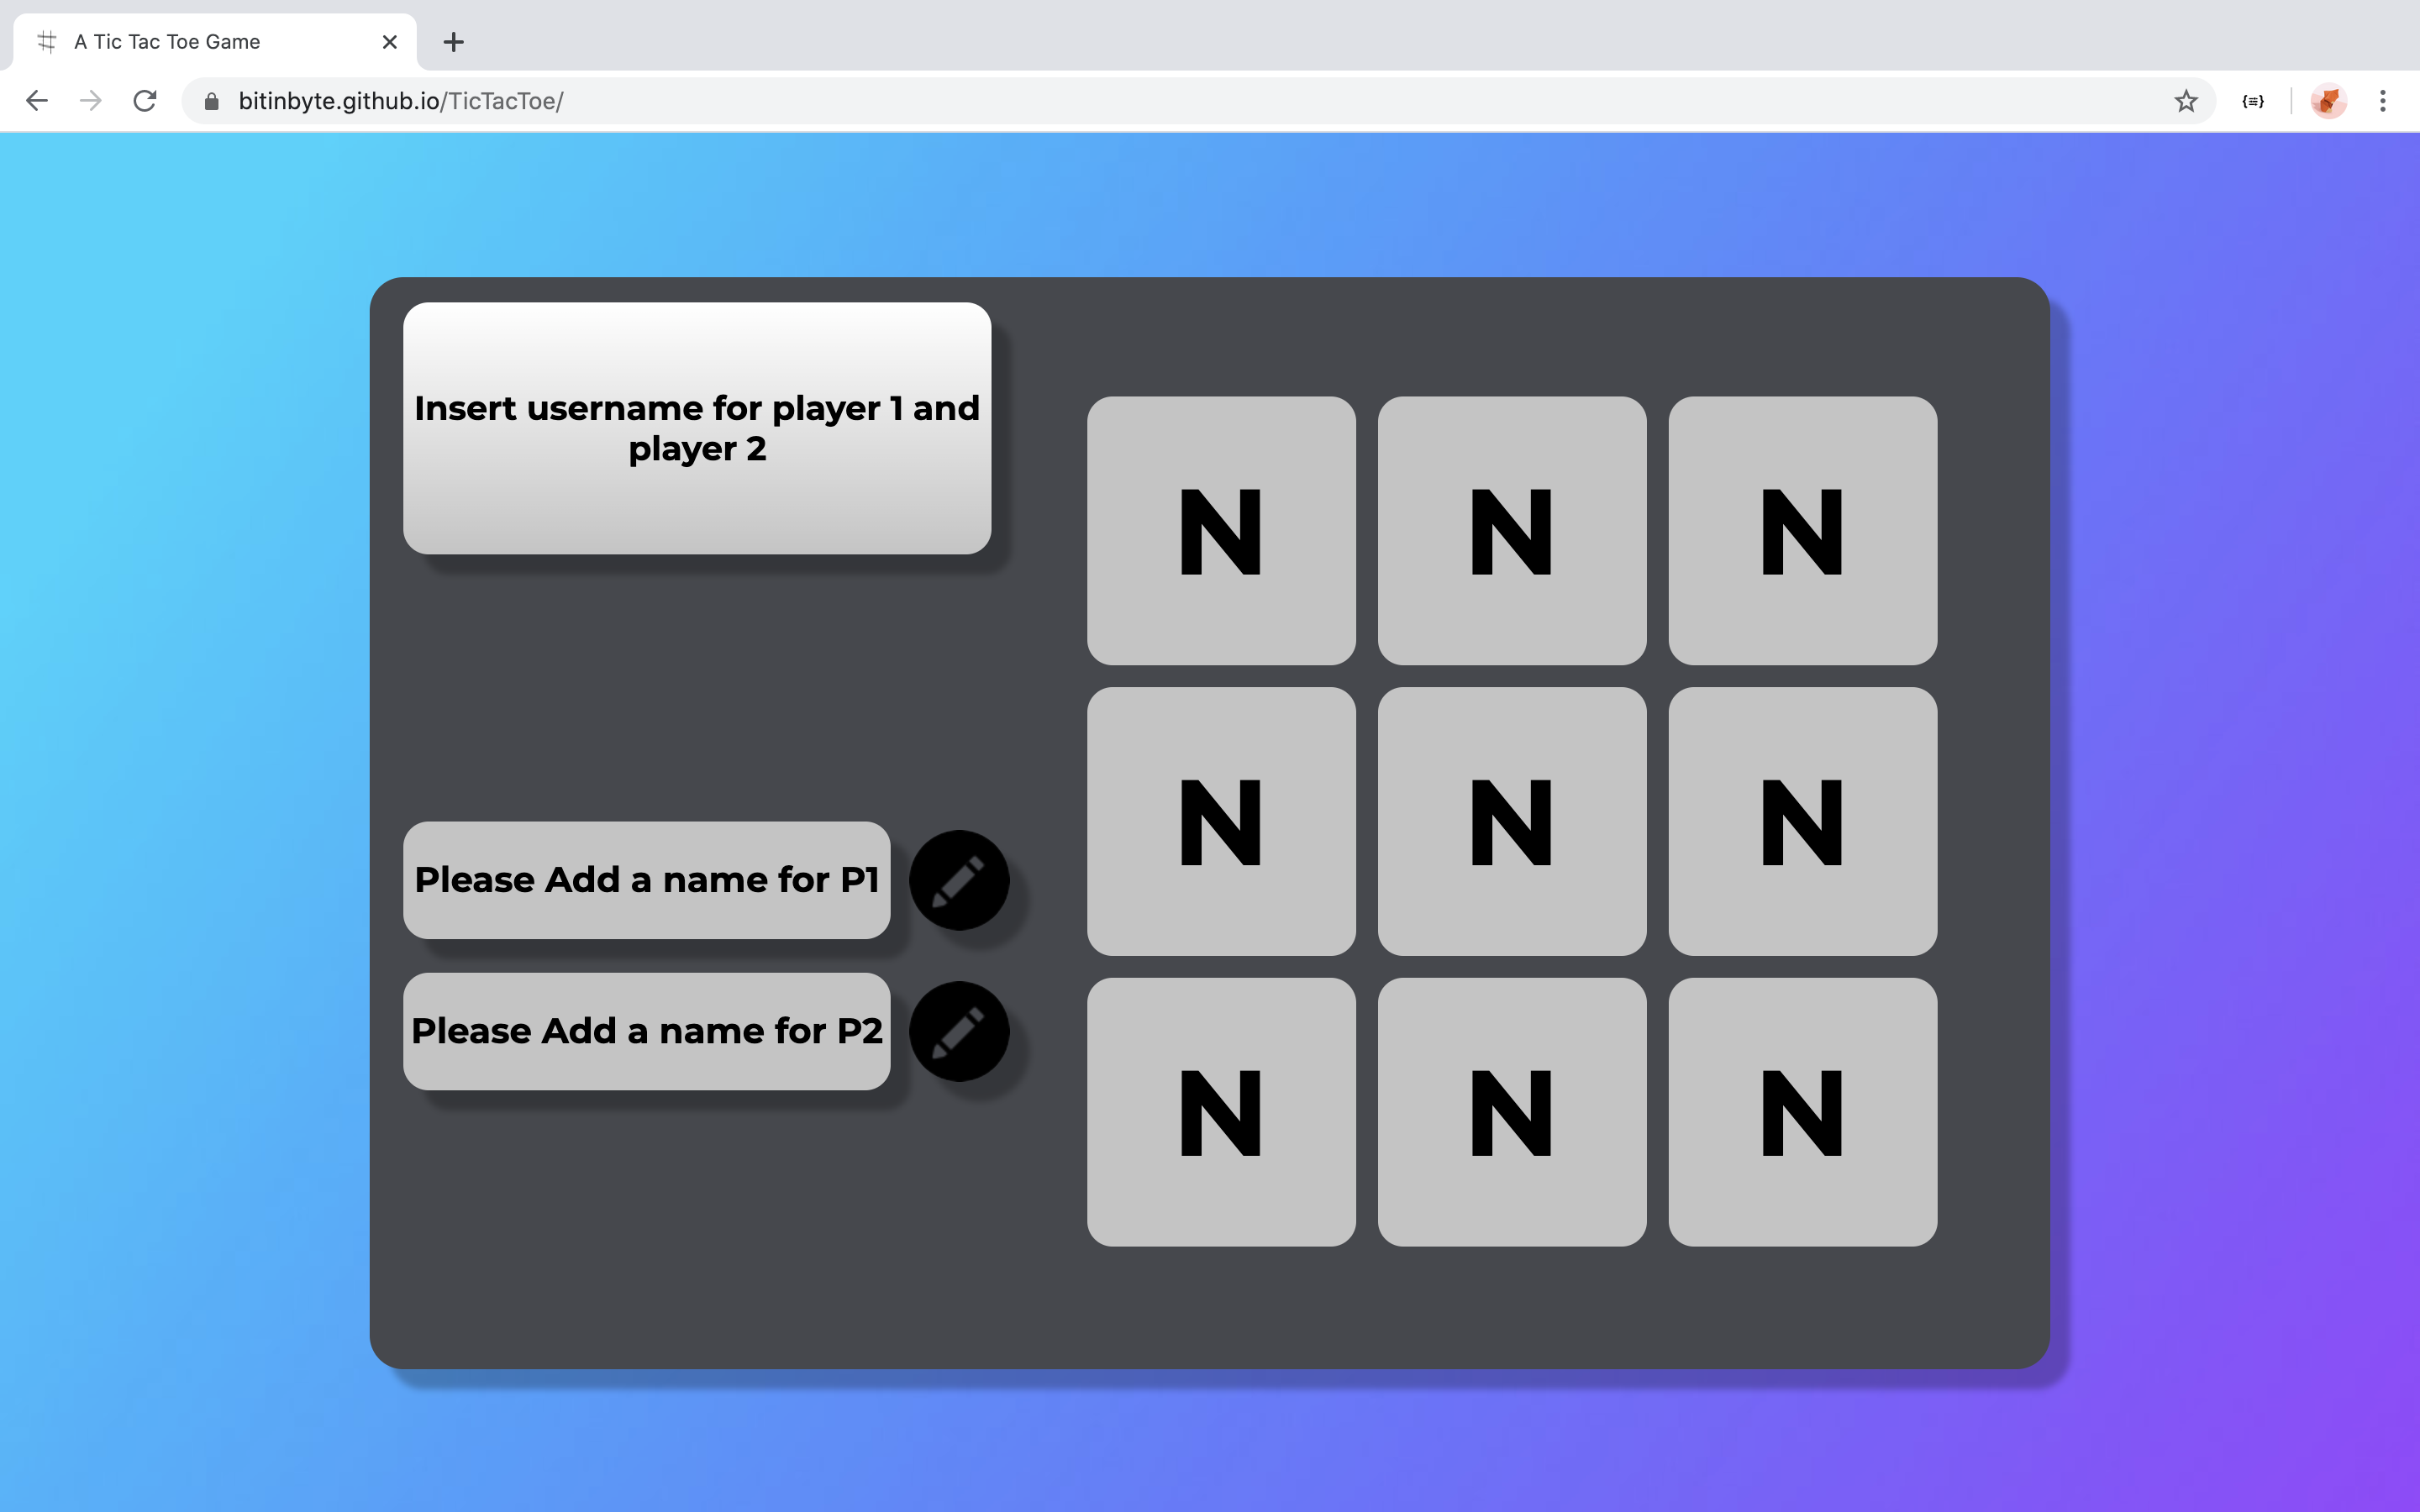 A Tic Tac Toe Game
bitinbyte.github.io/TicTacToe/
Insert username for player 1 and
player 2
N N N
Please Add a name for P1
N N N
Please Add a name for P2
N N N